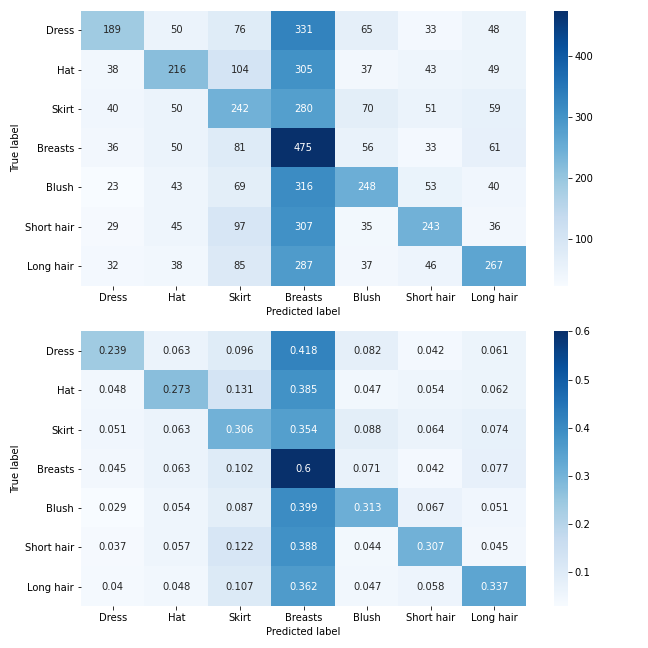 Dress 189 50 76 331 65 33 48
Hat 38 216 104 305 37 43 49
Skirt 40 50 242 280 70 51 59
Breasts 36 50 81 475 56 33 61
Blush 23 43 69 316 248 53 40
Short hair 29 45 97 307 35 243 36
Long hair 32 38 85 287 37 46 267
Dress Hat Skirt Breasts Blush Short hair Long hair
Predicted label
True label
400
300
200
100
Dress 0.239 0.063 0.096 0.418 0.082 0.042 0.061
Hat 0.048 0.273 0.131 0.385 0.047 0.054 0.062
Skirt 0.051 0.063 0.306 0.354 0.088 0.064 0.074
Breasts 0.045 0.063 0.102 0.6 0.071 0.042 0.077
Blush 0.029 0.054 0.087 0.399 0.313 0.067 0.051
Short hair 0.037 0.057 0.122 0.388 0.044 0.307 0.045
Long hair 0.04 0.048 0.107 0.362 0.047 0.058 0.337
Dress Hat Skirt Breasts Blush Short hair Long hair
Predicted label
True label
0.6
0.5
0.4
0.3
0.2
0.1